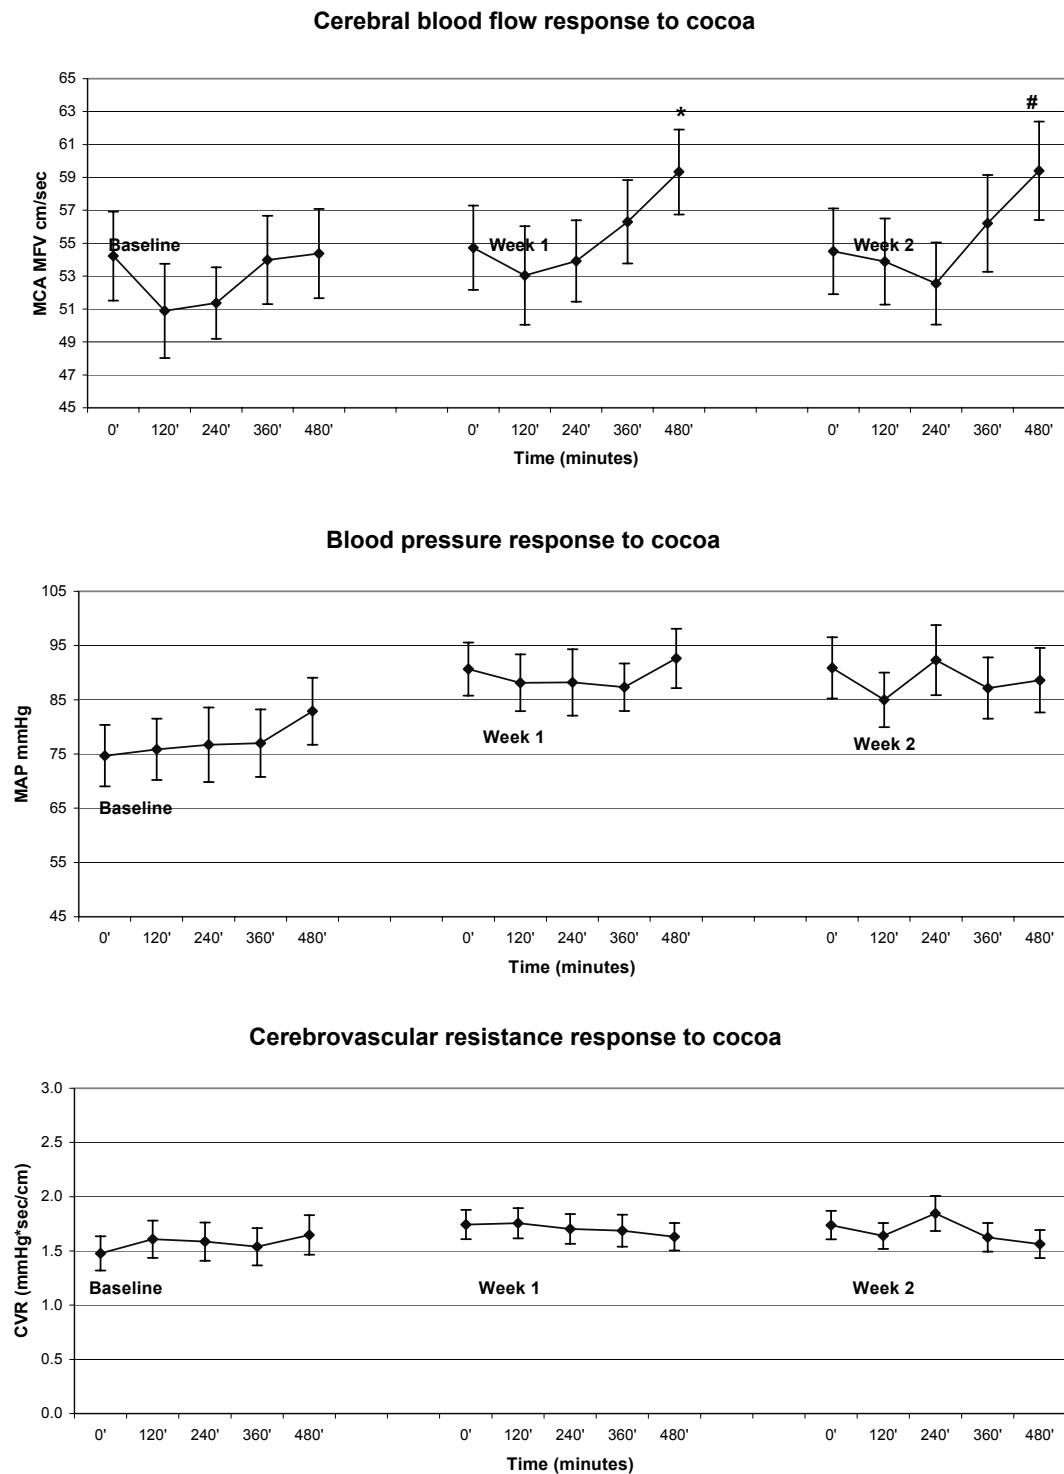 Cerebral blood flow response to cocoa
65
63
*
#
61
59
57
55
Baseline
Week 1
Week 2
53
51
49
47
45
MCA MFV cm/sec
0' 120' 240' 360' 480' 0' 120' 240' 360' 480' 0' 120' 240' 360' 480'
Time (minutes)
Blood pressure response to cocoa
105
95
85
75
65
55
45
MAP mmHg
Week 1
Week 2
Baseline
0' 120' 240' 360' 480' 0' 120' 240' 360' 480' 0' 120' 240' 360' 480'
Time (minutes)
Cerebrovascular resistance response to cocoa
3.0
2.5
2.0
1.5
1.0
0.5
0.0
CVR (mmHg*sec/cm)
Baseline
Week 1
Week 2
0' 120' 240' 360' 480' 0' 120' 240' 360' 480' 0' 120' 240' 360' 480'
Time (minutes)